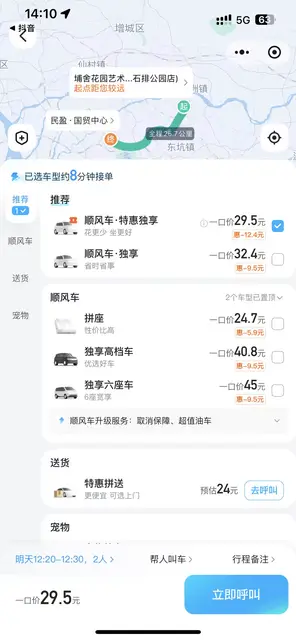 14:10
5G 63
抖音
增城区
仙村镇
埔舍花园艺术...石排公园店)
起点距您较远
洲镇
起
民盈·国贸中心
终
全程25.7公里
东坑镇
已选车型约8分钟接单
推荐
1
顺风车
送货
宠物
推荐
顺风车·特惠独享
花更少 坐更好
一口价29.5元
惠-12.4元
顺风车·独享
省时省事
一口价32.4元
惠-9.5元
顺风车
2个车型已置顶
拼座
性价比高
一口价24.7元
惠-5.9元
独享高档车
优选好车
一口价40.8元
惠-9.5元
独享六座车
6座宽享
一口价45元
惠-9.5元
顺风车升级服务：取消保障，超值油车
送货
特惠拼送
更便宜 可选上门
预估24元
去呼叫
宠物
明天12:20-12:30，2人
帮人叫车
行程备注
一口价29.5元
立即呼叫